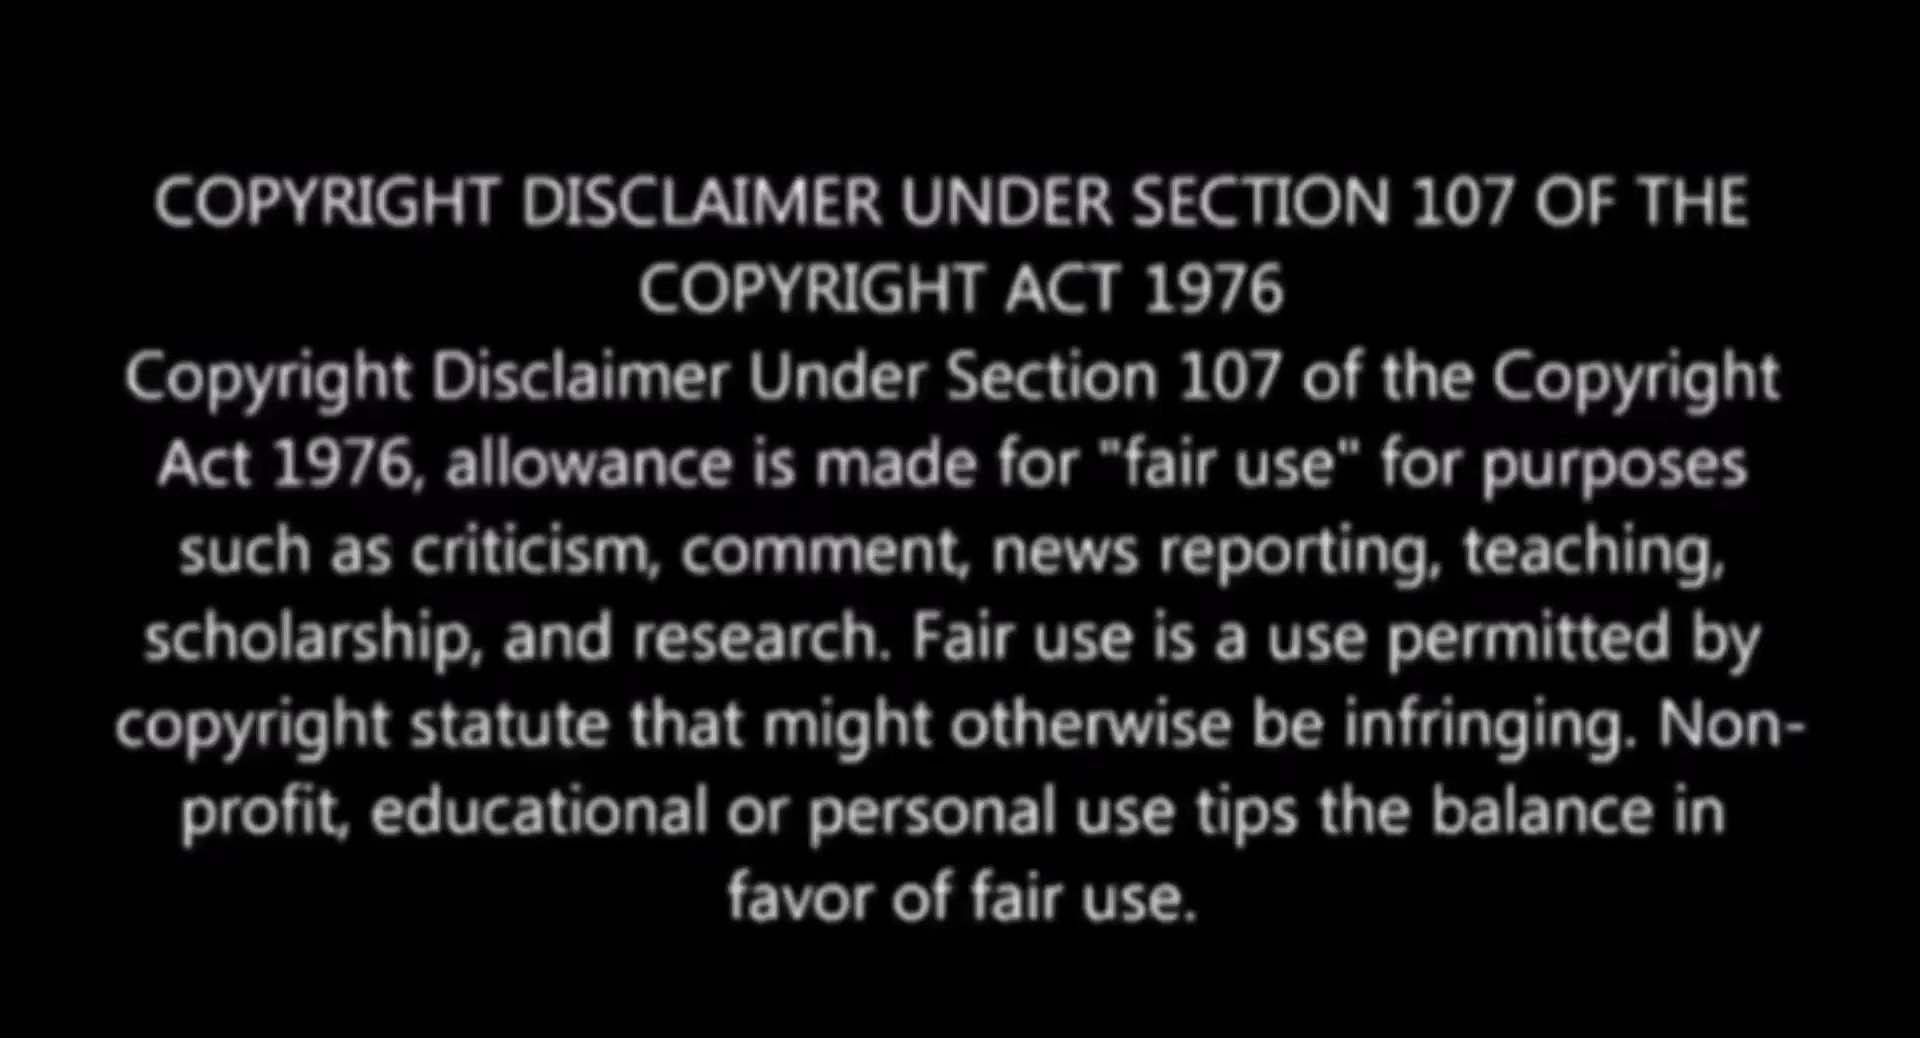 COPYRIGHT DISCLAIMER UNDER SECTION 107 OF THE
COPYRIGHT ACT 1976
Copyright Disclaimer Under Section 107 of the Copyright
Act 1976, allowance is made for "fair use" for purposes
such as criticism, comment, news reporting, teaching,
scholarship, and research. Fair use is a use permitted by
copyright statute that might otherwise be infringing. Non-
profit, educational or personal use tips the balance in
favor of fair use.